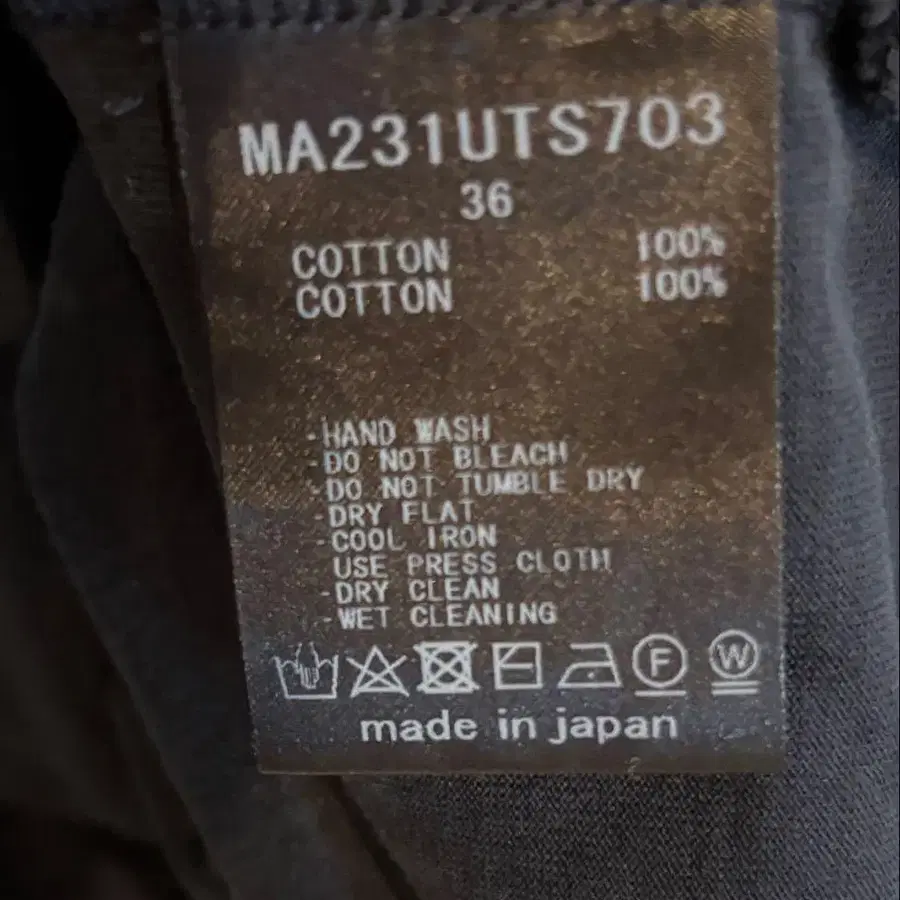 MA231UTS703
36
COTTON 100%
COTTON 100%
-HAND WASH
-DO NOT BLEACH
-DO NOT TUMBLE DRY
-DRY FLAT
-COOL IRON
USE PRESS CLOTH
-DRY CLEAN
-WET CLEANING
F W
made in japan